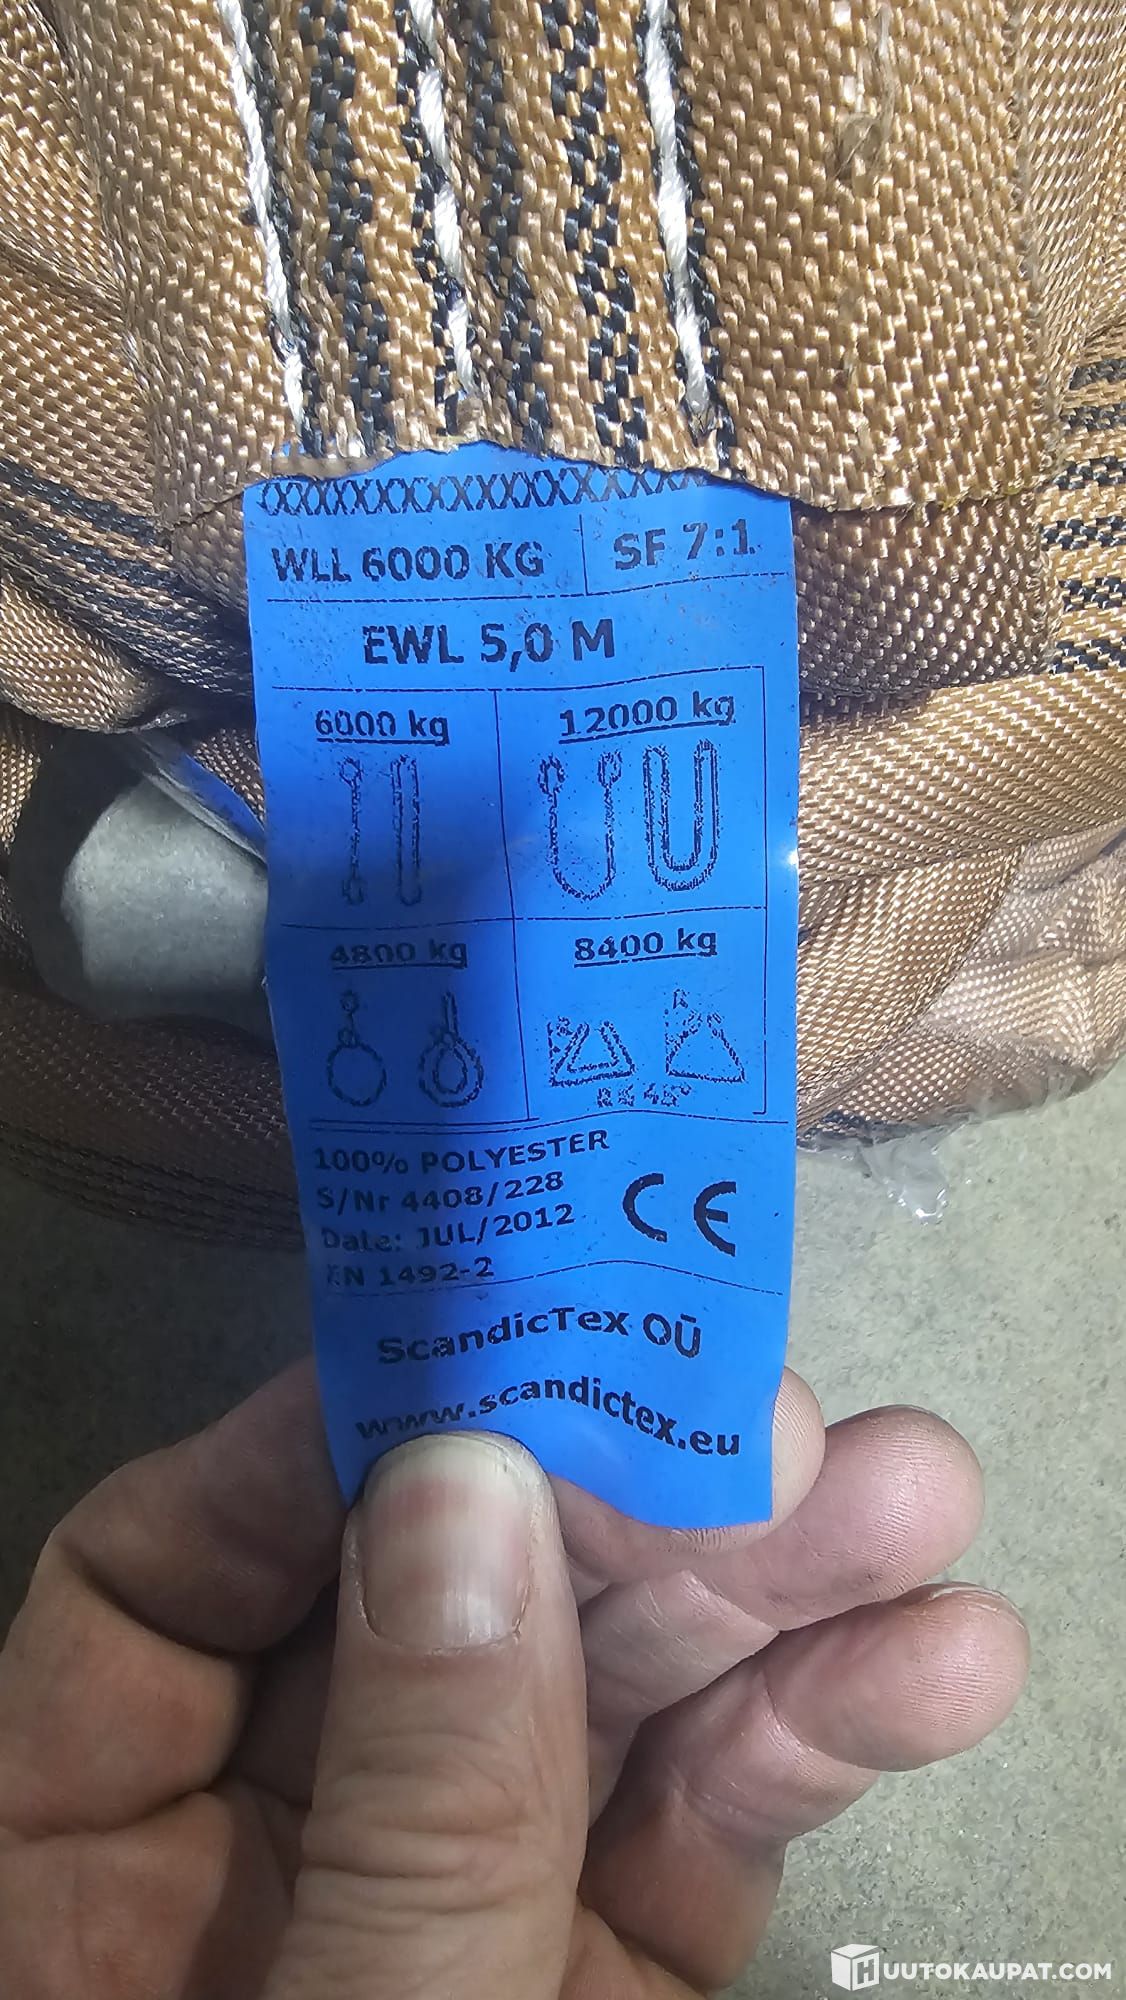 WLL 6000 KG SF 7:1
EWL 5,0 M
6000 kg 12000 kg
4800 kg 8400 kg
45°
100% POLYESTER
S/Nr 4408/228
Date: JUL/2012
EN 1492-2
CE
ScandicTex OÜ
www.scandictex.eu
HUUTOKAUPAT.COM